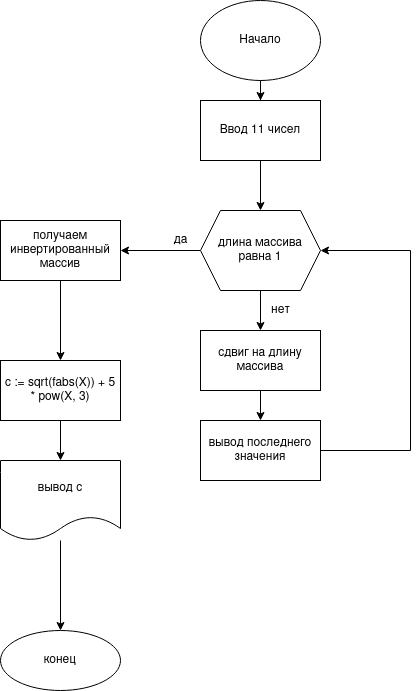 Начало
Ввод 11 чисел
длина массива
равна 1
да
получаем
инвертированный
массив
нет
сдвиг на длину
массива
c := sqrt(fabs(X)) + 5
* pow(X, 3)
вывод последнего
значения
вывод с
конец